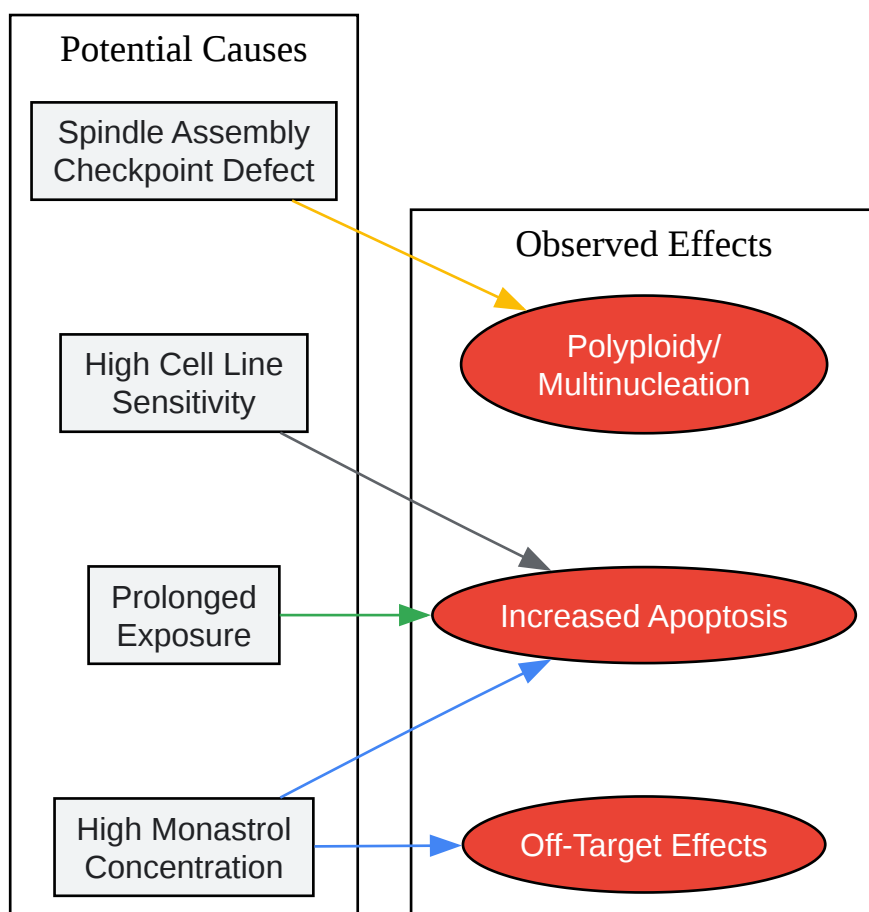 Potential Causes
Spindle Assembly
Checkpoint Defect
High Cell Line
Sensitivity
Prolonged
Exposure
High Monastrol
Concentration
Observed Effects
Polyploidy/
Multinucleation
Increased Apoptosis
Off-Target Effects